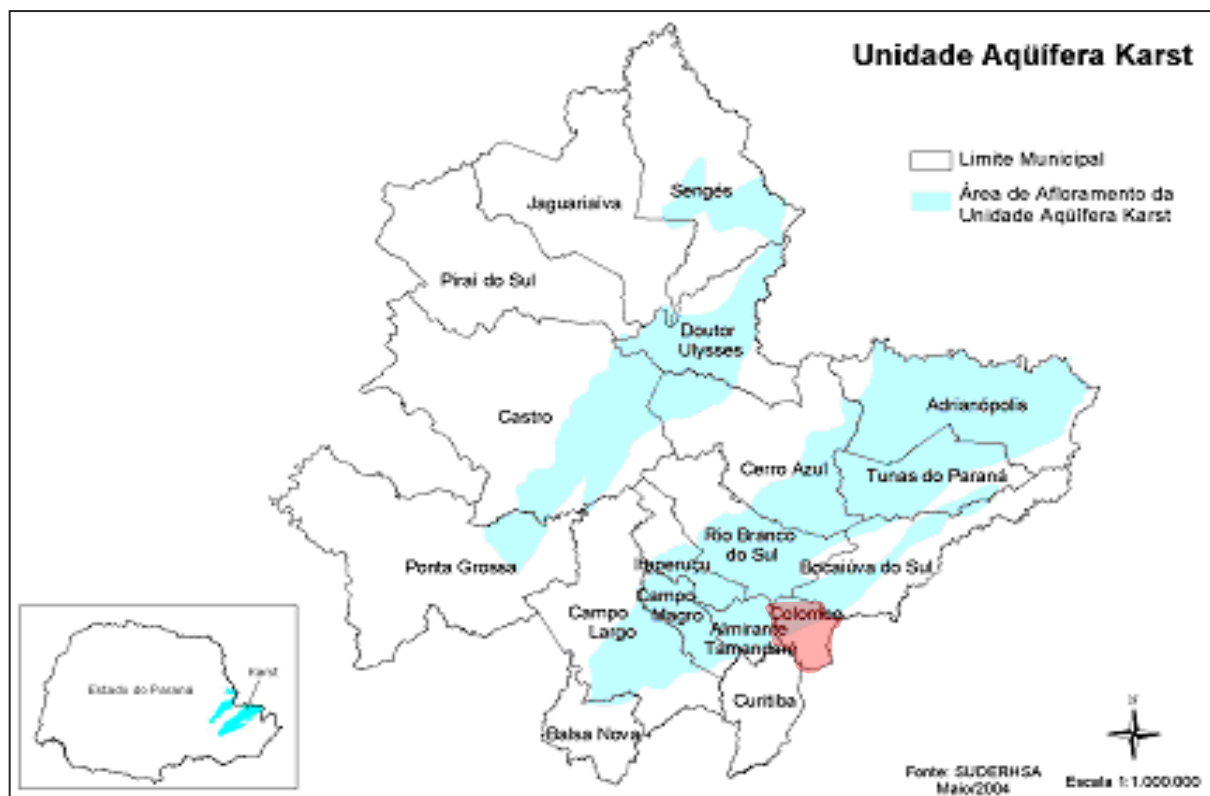 Unidade Aqüífera Karst
Limite Municipal
Área de Afloramento da
Unidade Aqüífera Karst
Sengés
Jaguariaíva
Piraí do Sul
Doutor
Ulysses
Castro
Adrianópolis
Cerro Azul
Tunas do Paraná
Rio Branco
do Sul
Ponta Grossa
Itaperuçu
Bocaiúva do Sul
Campo
Magro
Campo
Largo
Colombo
Almirante
Tamandaré
Curitiba
Balsa Nova
Estado do Paraná
Karst
N
Fonte: SUDERHSA
Maio/2004
Escala 1:1.000.000